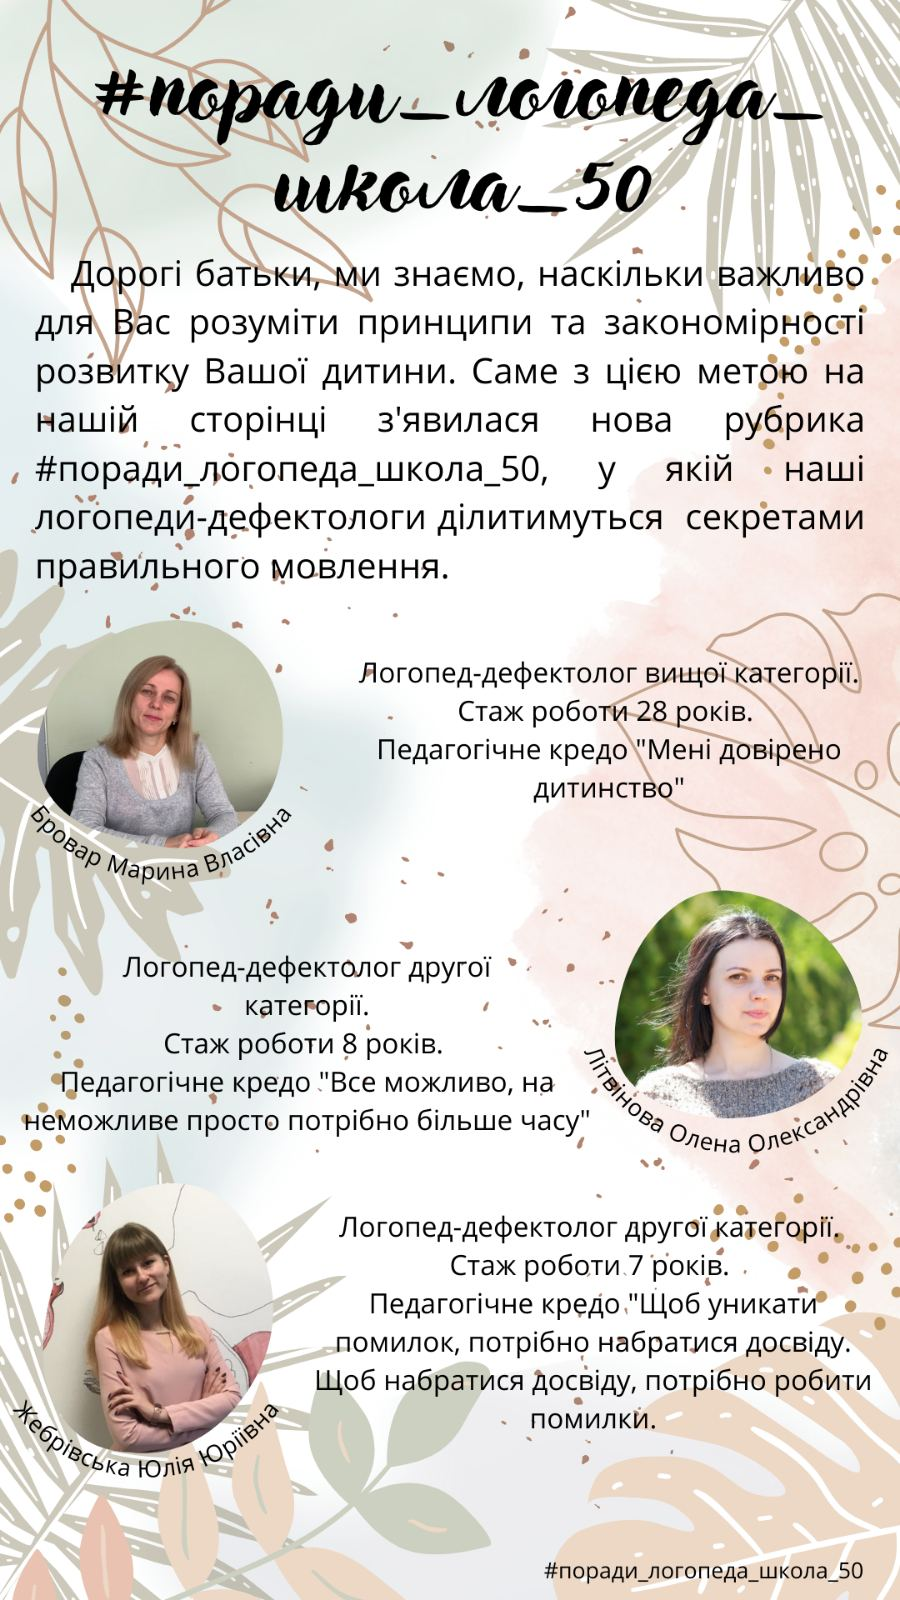 #поради_логопеда_
школа_50
Дорогі батьки, ми знаємо, наскільки важливо
для Вас розуміти принципи та закономірності
розвитку Вашої дитини. Саме з цією метою на
нашій сторінці з'явилася нова рубрика
#поради_логопеда_школа_50, у якій наші
логопеди-дефектологи ділитимуться секретами
правильного мовлення.
Логопед-дефектолог вищої категорії.
Стаж роботи 28 років.
Педагогічне кредо "Мені довірено
дитинство"
Бровар Марина Власівна
Логопед-дефектолог другої
категорії.
Стаж роботи 8 років.
Педагогічне кредо "Все можливо, на
неможливе просто потрібно більше часу"
Літвінова Олена Олександрівна
Логопед-дефектолог другої категорії.
Стаж роботи 7 років.
Педагогічне кредо "Щоб уникати
помилок, потрібно набратися досвіду.
Щоб набратися досвіду, потрібно робити
помилки.
Жебрівська Юлія Юріївна
#поради_логопеда_школа_50